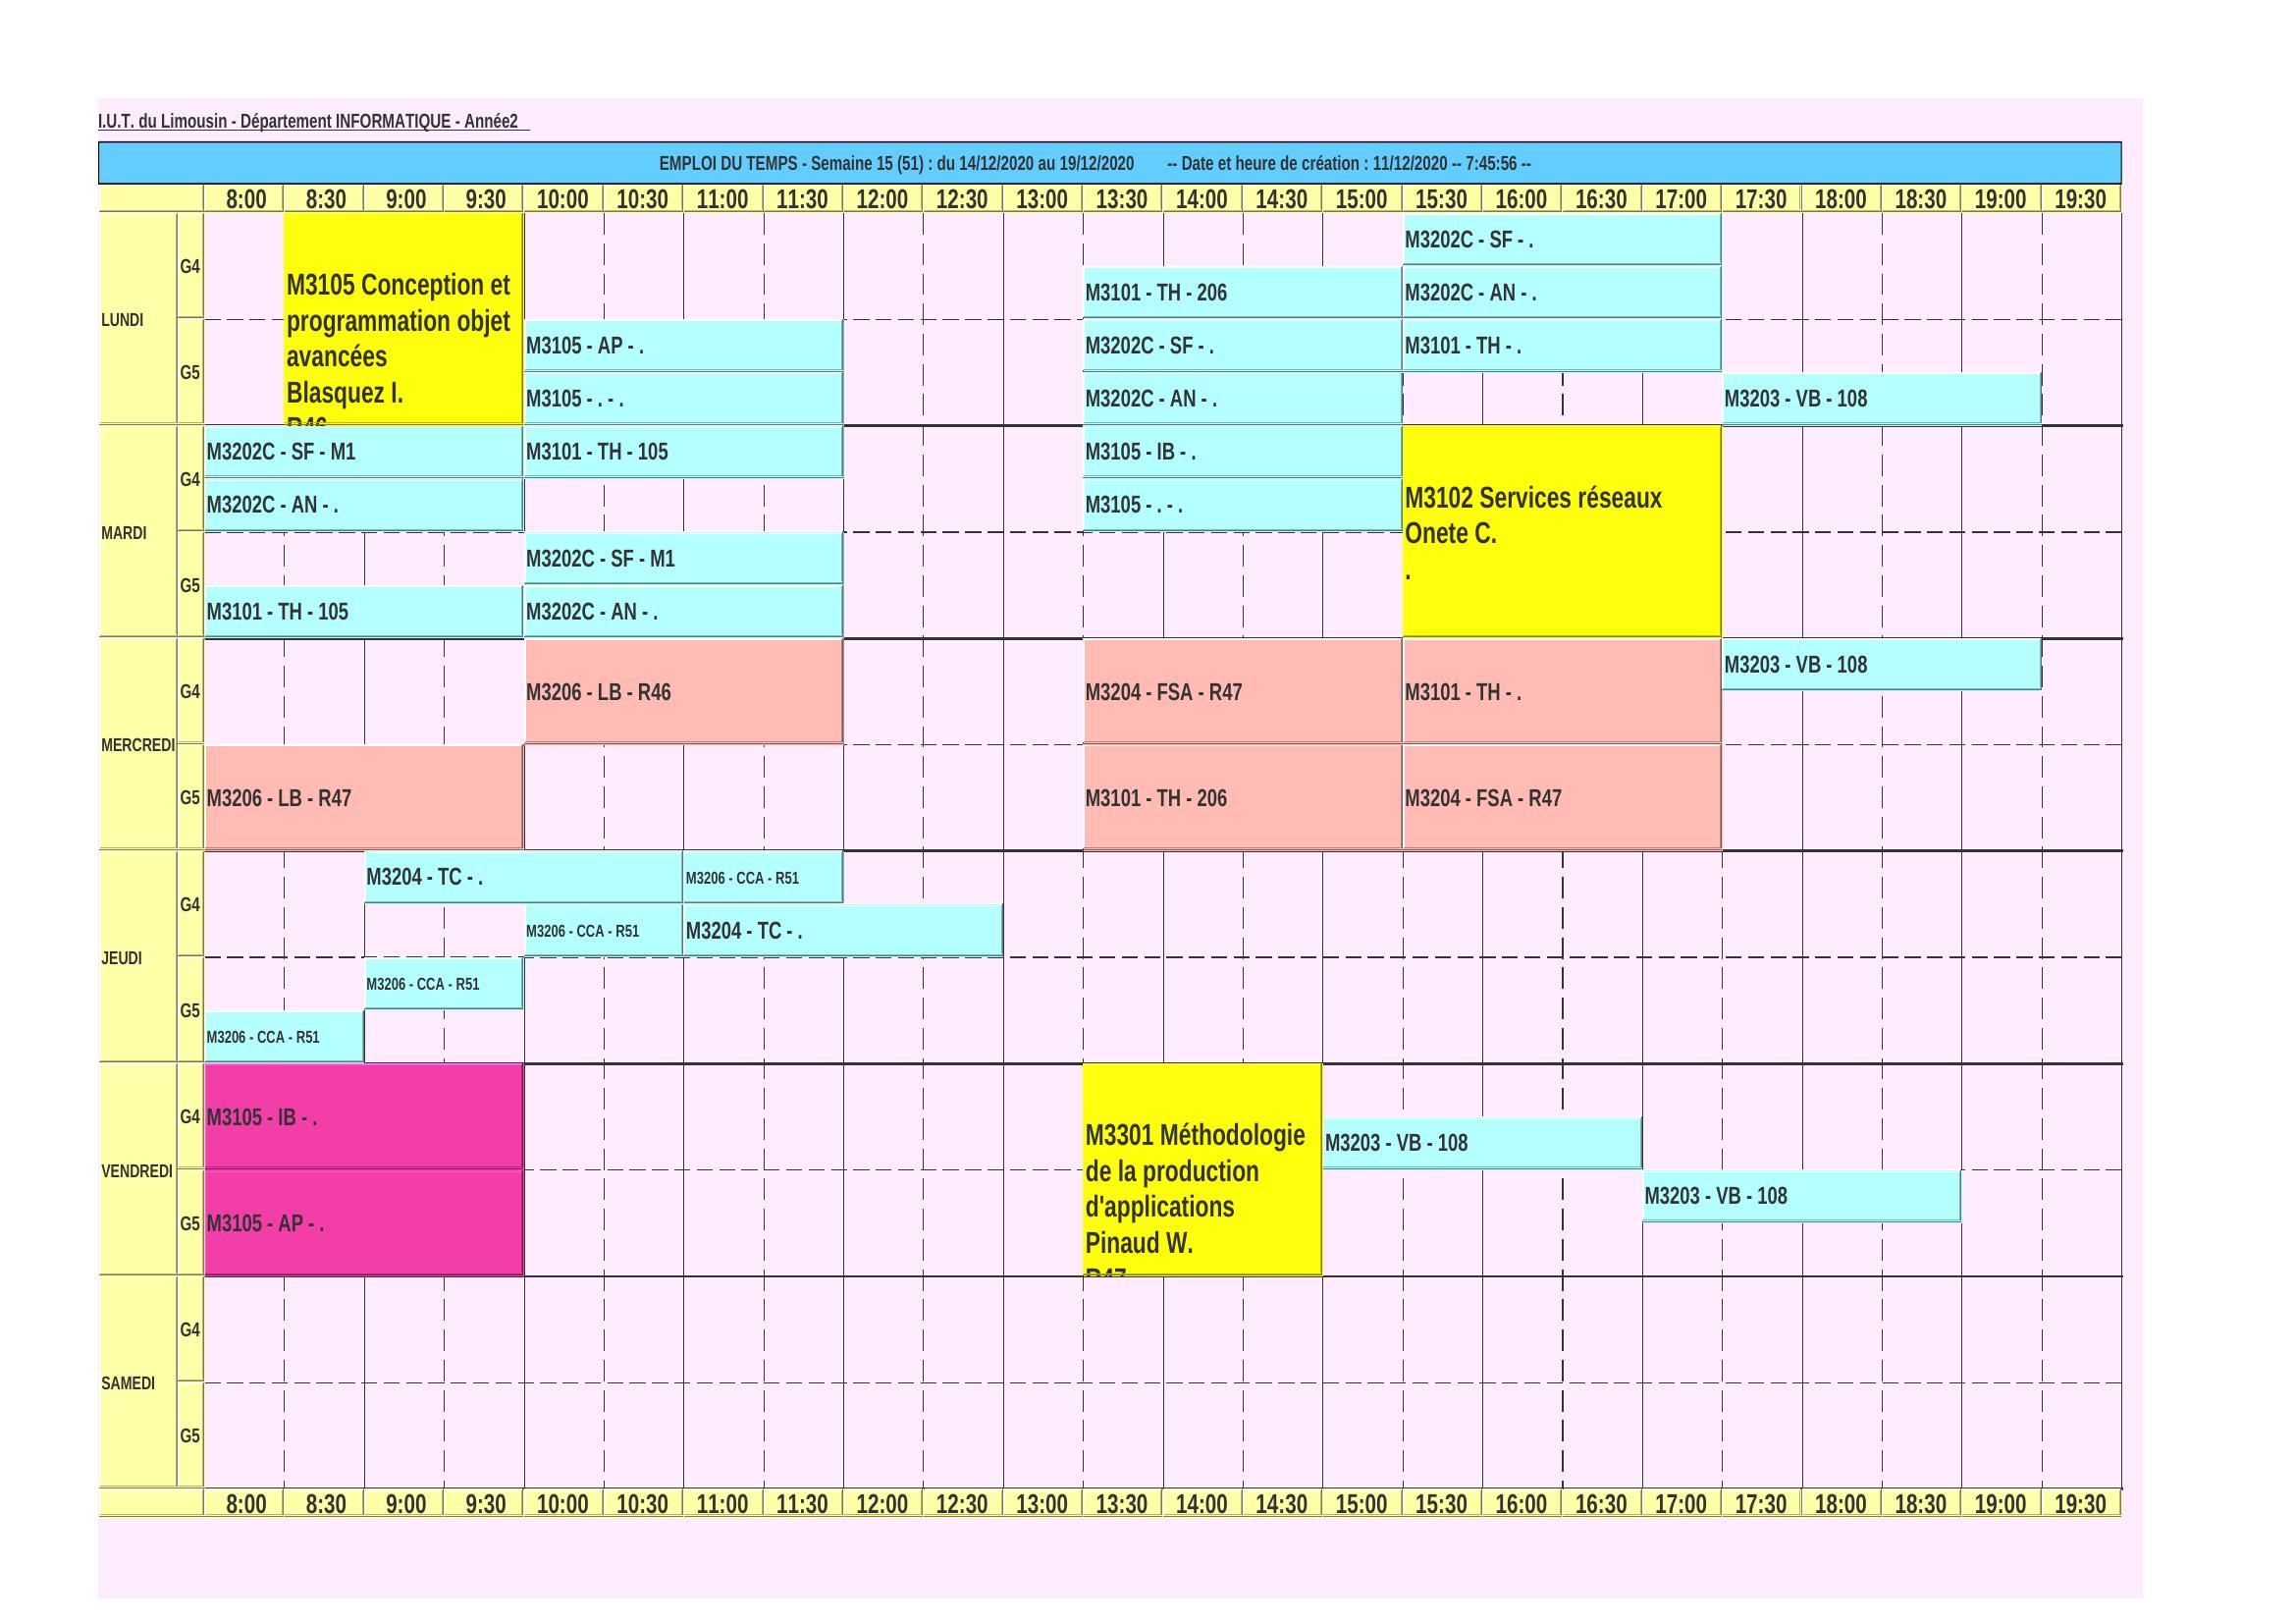 I.U.T. du Limousin - Département INFORMATIQUE - Année2
EMPLOI DU TEMPS - Semaine 15 (51) : du 14/12/2020 au 19/12/2020 -- Date et heure de création : 11/12/2020 -- 7:45:56 --
8:00 8:30 9:00 9:30 10:00 10:30 11:00 11:30 12:00 12:30 13:00 13:30 14:00 14:30 15:00 15:30 16:00 16:30 17:00 17:30 18:00 18:30 19:00 19:30
LUNDI
G4
G5
M3105 Conception et
programmation objet
avancées
Blasquez I.
R46
M3202C - SF - .
M3101 - TH - 206
M3202C - AN - .
M3105 - AP - .
M3202C - SF - .
M3101 - TH - .
M3105 - . - .
M3202C - AN - .
M3203 - VB - 108
MARDI
G4
G5
M3202C - SF - M1
M3101 - TH - 105
M3105 - IB - .
M3202C - AN - .
M3105 - . - .
M3102 Services réseaux
Onete C.
.
M3202C - SF - M1
M3101 - TH - 105
M3202C - AN - .
MERCREDI
G4
G5
M3206 - LB - R46
M3204 - FSA - R47
M3101 - TH - .
M3203 - VB - 108
M3206 - LB - R47
M3101 - TH - 206
M3204 - FSA - R47
JEUDI
G4
G5
M3204 - TC - .
M3206 - CCA - R51
M3206 - CCA - R51
M3204 - TC - .
M3206 - CCA - R51
M3206 - CCA - R51
VENDREDI
G4
G5
M3105 - IB - .
M3105 - AP - .
M3301 Méthodologie
de la production
d'applications
Pinaud W.
R47
M3203 - VB - 108
M3203 - VB - 108
SAMEDI
G4
G5
8:00 8:30 9:00 9:30 10:00 10:30 11:00 11:30 12:00 12:30 13:00 13:30 14:00 14:30 15:00 15:30 16:00 16:30 17:00 17:30 18:00 18:30 19:00 19:30